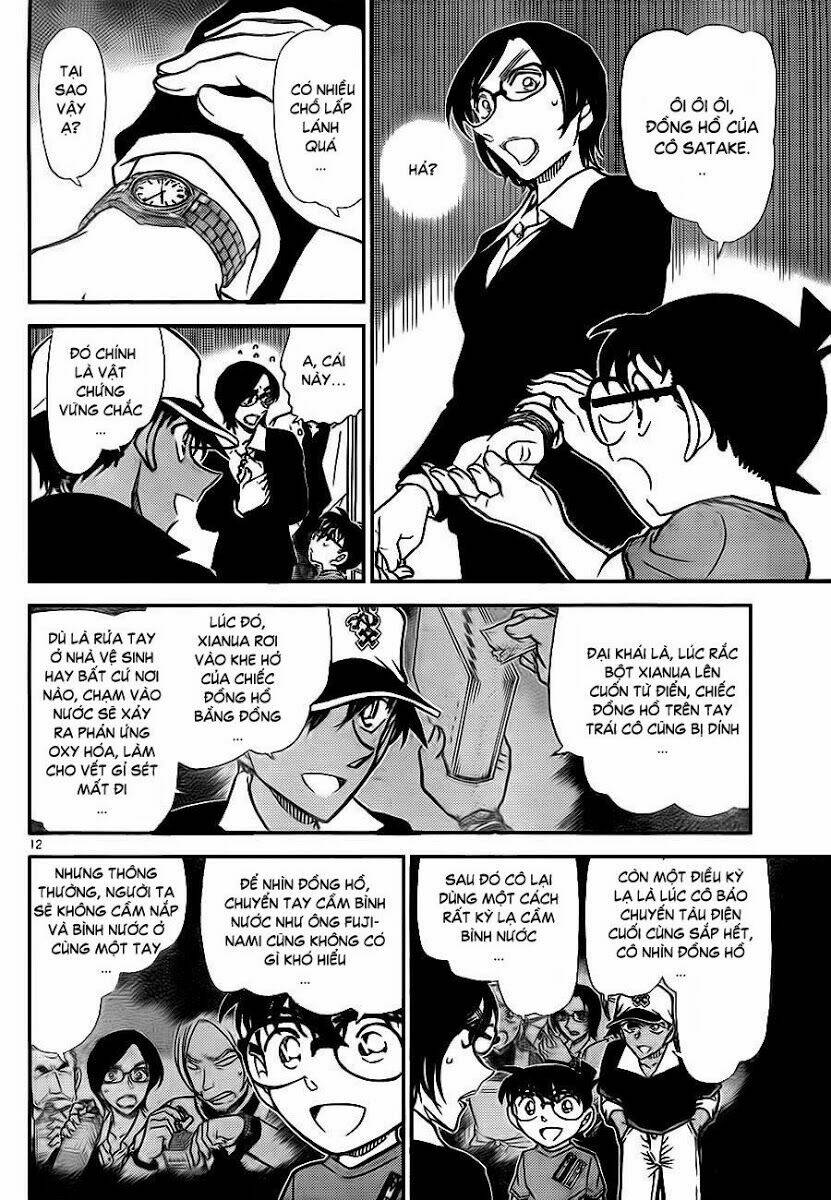 ÔI ÔI ÔI,
ĐỒNG HỒ CỦA
CÔ SATAKE.
..
HẢ?
CÓ NHIỀU
CHỖ LẤP
LÁNH
QUÁ
...
TẠI
SAO
VẬY
Ạ?
A, CÁI
NÀY...
ĐÓ CHÍNH
LÀ VẬT
CHỨNG
VỮNG CHẮC
...
ĐẠI KHÁI LÀ, LÚC RẮC
BỘT XIANUA LÊN
CUỐN TỪ ĐIỂN, CHIẾC
ĐỒNG HỒ TRÊN TAY
TRÁI CÔ CŨNG BỊ DÍNH
...
LÚC ĐÓ,
XIANUA RƠI
VÀO KHE HỞ
CỦA CHIẾC
ĐỒNG HỒ
BẰNG ĐỒNG
...
DÙ LÀ RỬA TAY
Ở NHÀ VỆ SINH
HAY BẤT CỨ NƠI
NÀO, CHẠM VÀO
NƯỚC SẼ XẢY
RA PHẢN ỨNG
OXY HÓA, LÀM
CHO VẾT GỈ SÉT
MẤT ĐI
...
12
CÒN MỘT ĐIỀU KỲ
LẠ LÀ LÚC CÔ BẢO
CHUYẾN TÀU ĐIỆN
CUỐI CÙNG SẮP HẾT,
CÔ NHÌN ĐỒNG HỒ
...
SAU ĐÓ CÔ LẠI
DÙNG MỘT CÁCH
RẤT KỲ LẠ CẦM
BÌNH NƯỚC
...
ĐỂ NHÌN ĐỒNG HỒ,
CHUYỂN TAY CẦM BÌNH
NƯỚC NHƯ ÔNG FUJI-
NAMI CŨNG KHÔNG CÓ
GÌ KHÓ HIỂU
...
NHƯNG THÔNG
THƯỜNG, NGƯỜI TA
SẼ KHÔNG CẦM NẮP
VÀ BÌNH NƯỚC Ở
CÙNG MỘT TAY
...